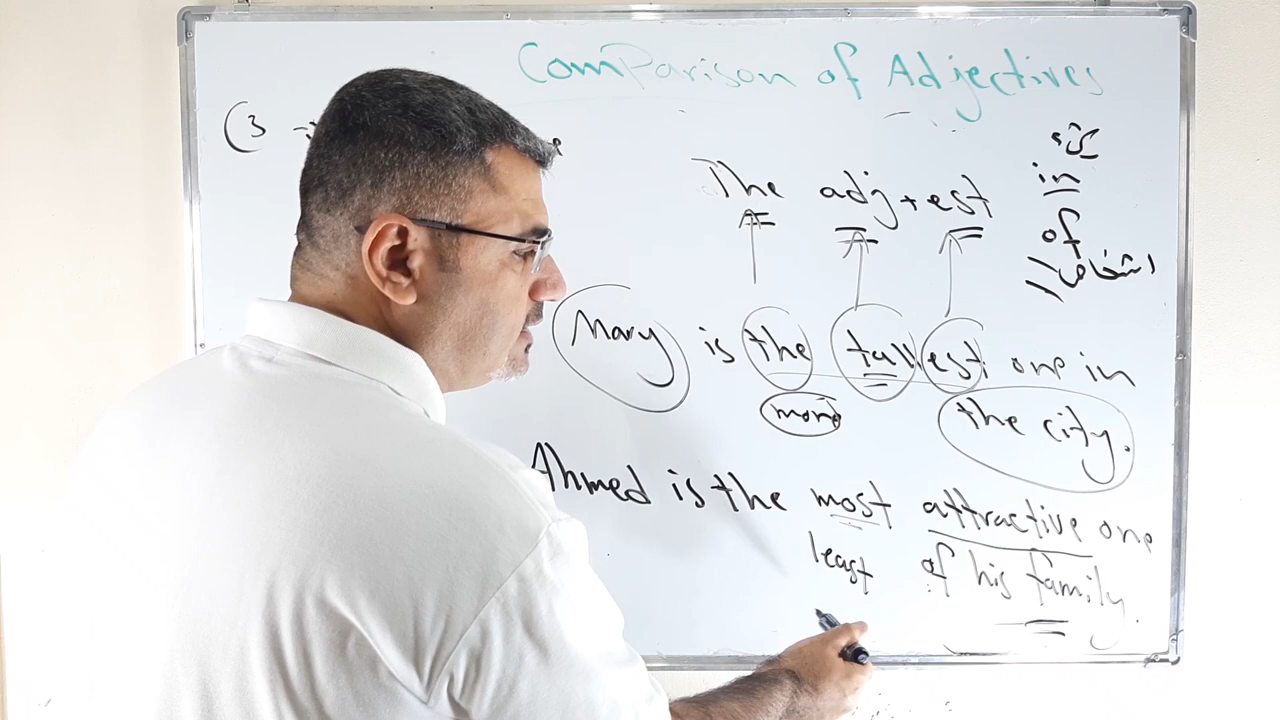 Comparison of Adjectives
(3
The adj + est
in
of
اشخاص /
Mary is the tallest one in
more
the city.
Ahmed is the most attractive one
least of his family.